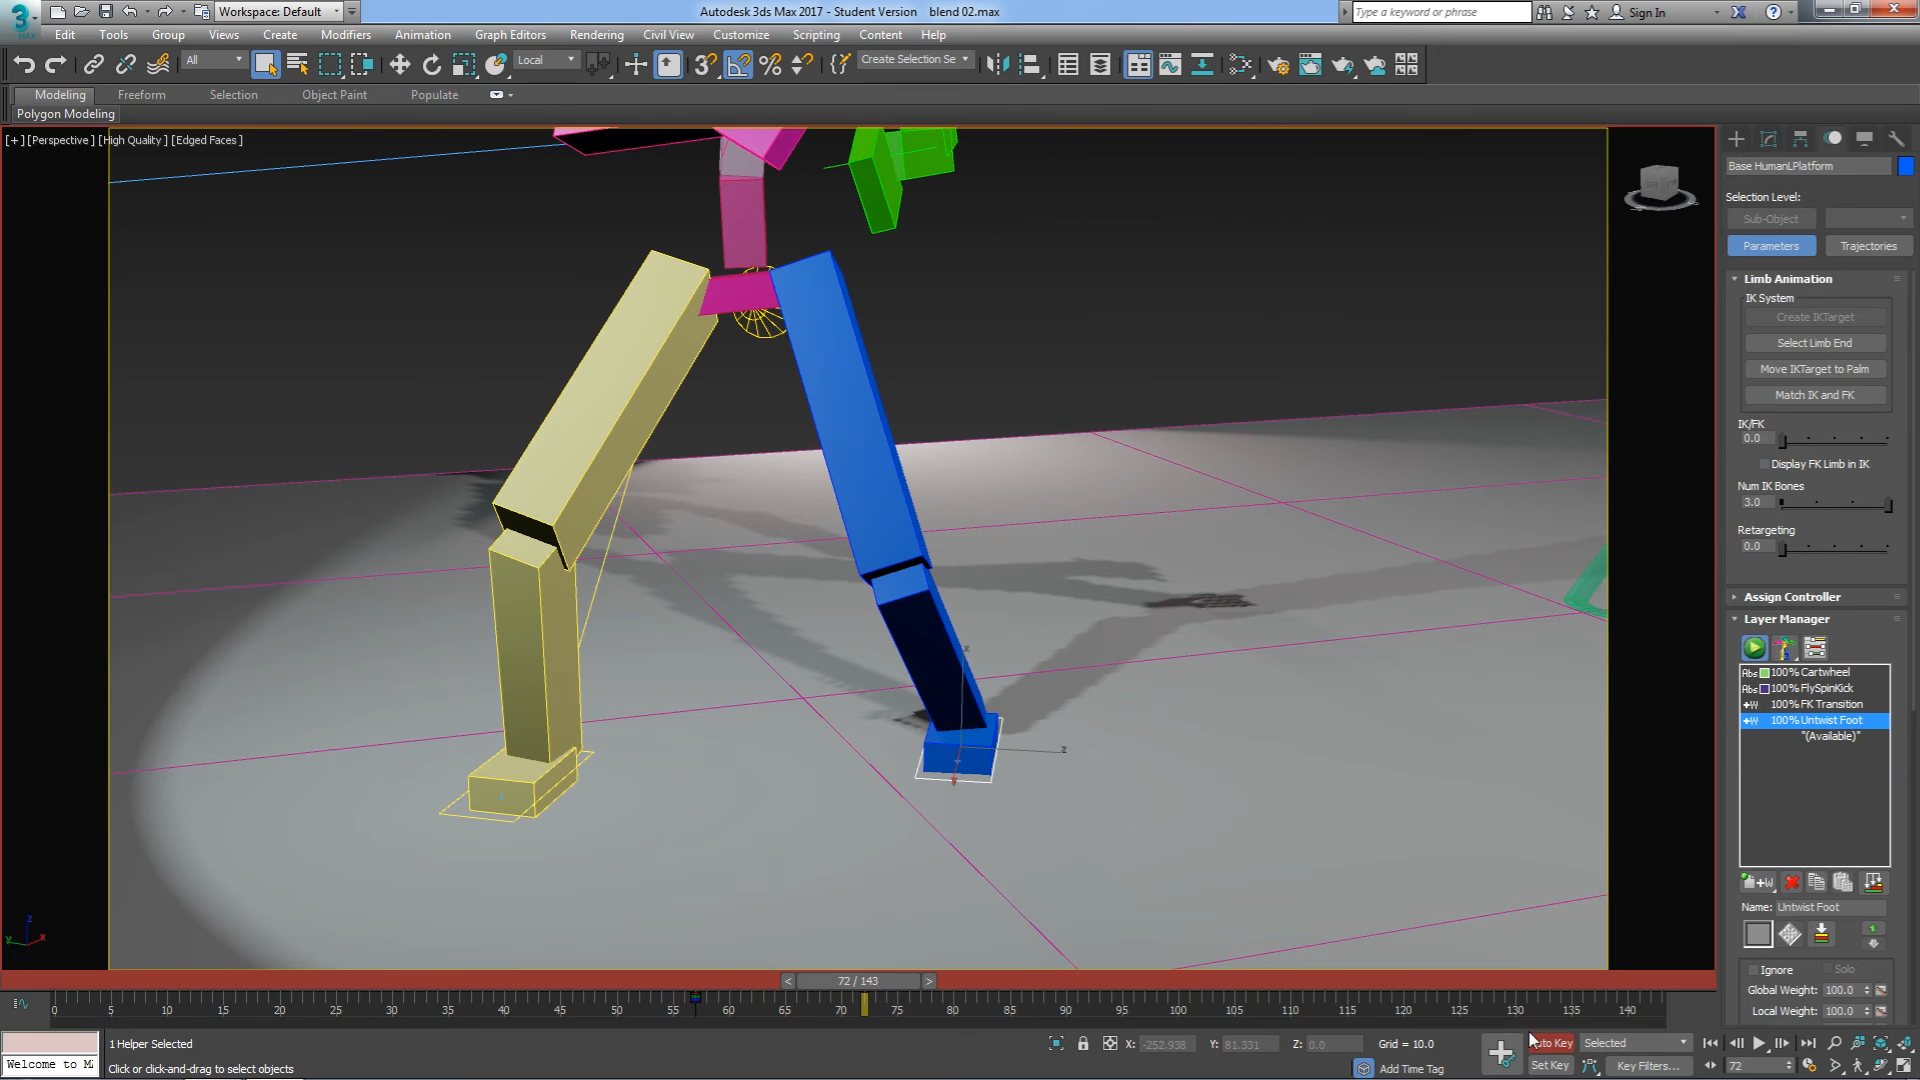 3
MAX
Workspace: Default
Autodesk 3ds Max 2017 - Student Version blend 02.max
Type a keyword or phrase
Sign In
Edit Tools Group Views Create Modifiers Animation Graph Editors Rendering Civil View Customize Scripting Content Help
All
Local
Create Selection Se
Modeling Freeform Selection Object Paint Populate
Polygon Modeling
[+] [Perspective] [High Quality] [Edged Faces]
Base HumanLPlatform
Selection Level:
Sub-Object
Parameters Trajectories
Limb Animation
IK System
Create IKTarget
Select Limb End
Move IKTarget to Palm
Match IK and FK
IK/FK
0.0
Display FK Limb in IK
Num IK Bones
3.0
Retargeting
0.0
Assign Controller
Layer Manager
Abs 100% Cartwheel
Abs 100% FlySpinKick
+W 100% FK Transition
+W 100% Untwist Foot
"(Available)"
Name: Untwist Foot
Ignore Solo
Global Weight: 100.0
Local Weight: 100.0
x
z
y
z
y x
< 72 / 143 >
0 5 10 15 20 25 30 35 40 45 50 55 60 65 70 75 80 85 90 95 100 105 110 115 120 125 130 135 140
1 Helper Selected
X: -252.938 Y: 81.331 Z: 0.0 Grid = 10.0
uto Key Selected
Welcome to M
Click or click-and-drag to select objects
Add Time Tag
Set Key Key Filters...
72